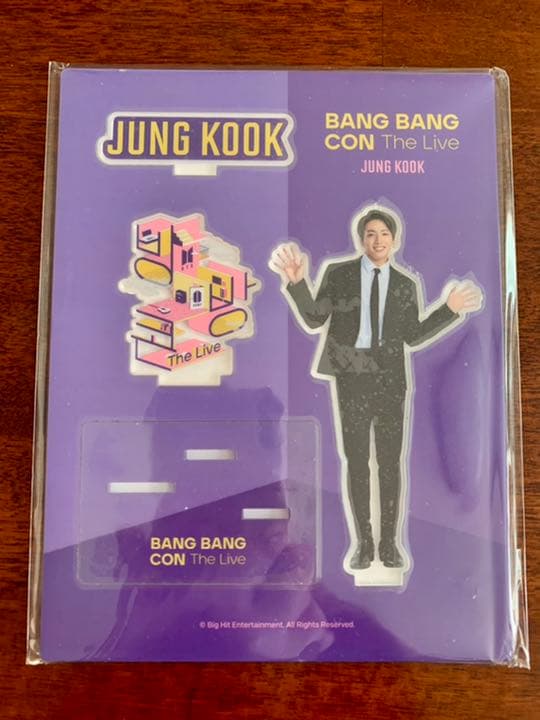 JUNG KOOK
BANG BANG
CON The Live
JUNG KOOK
BTS
The Live
BANG BANG
CON The Live
© Big Hit Entertainment. All Rights Reserved.